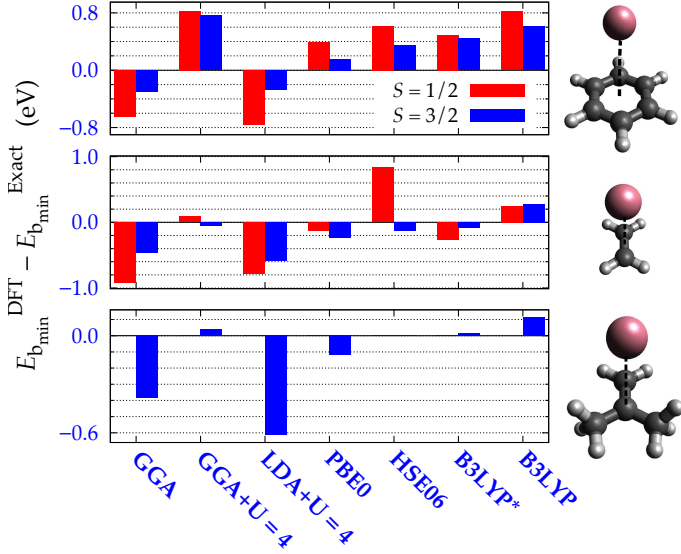 E_b_min^DFT − E_b_min^Exact (eV)
0.8
0.0
−0.8
S = 1/2
S = 3/2
1.0
0.0
−1.0
0.0
−0.6
GGA
GGA+U = 4
LDA+U = 4
PBE0
HSE06
B3LYP*
B3LYP